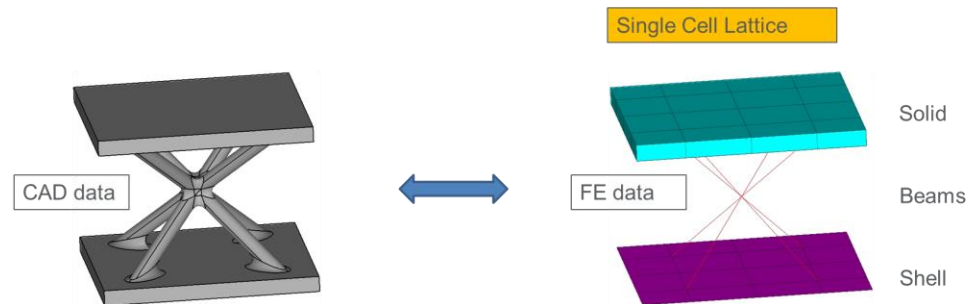 Single Cell Lattice
Solid
CAD data
FE data
Beams
Shell